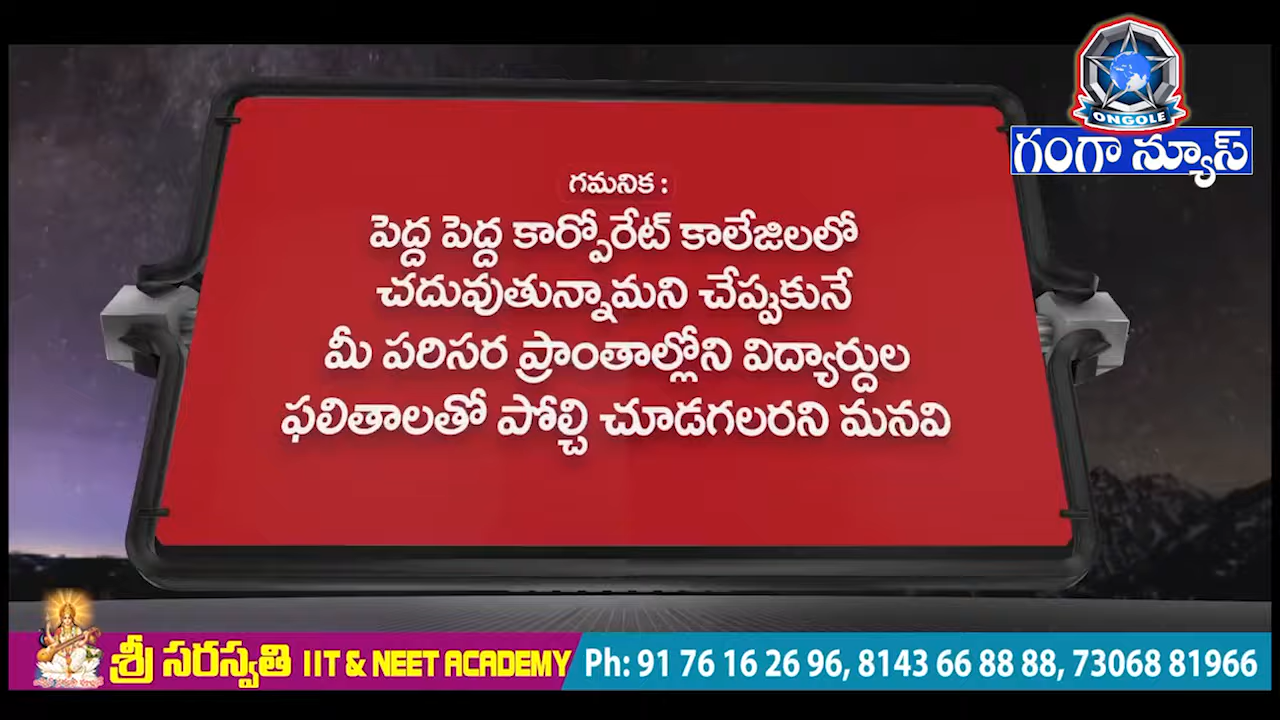 ONGOLE
గంగా న్యూస్
గమనిక :
పెద్ద పెద్ద కార్పోరేట్ కాలేజిలలో
చదువుతున్నామని చేప్పుకునే
మీ పరిసర ప్రాంతాల్లోని విద్యార్దుల
ఫలితాలతో పోల్చి చూడగలరని మనవి
శ్రీ సరస్వతి IIT & NEET ACADEMY
Ph: 91 76 16 26 96, 8143 66 88 88, 73068 81966